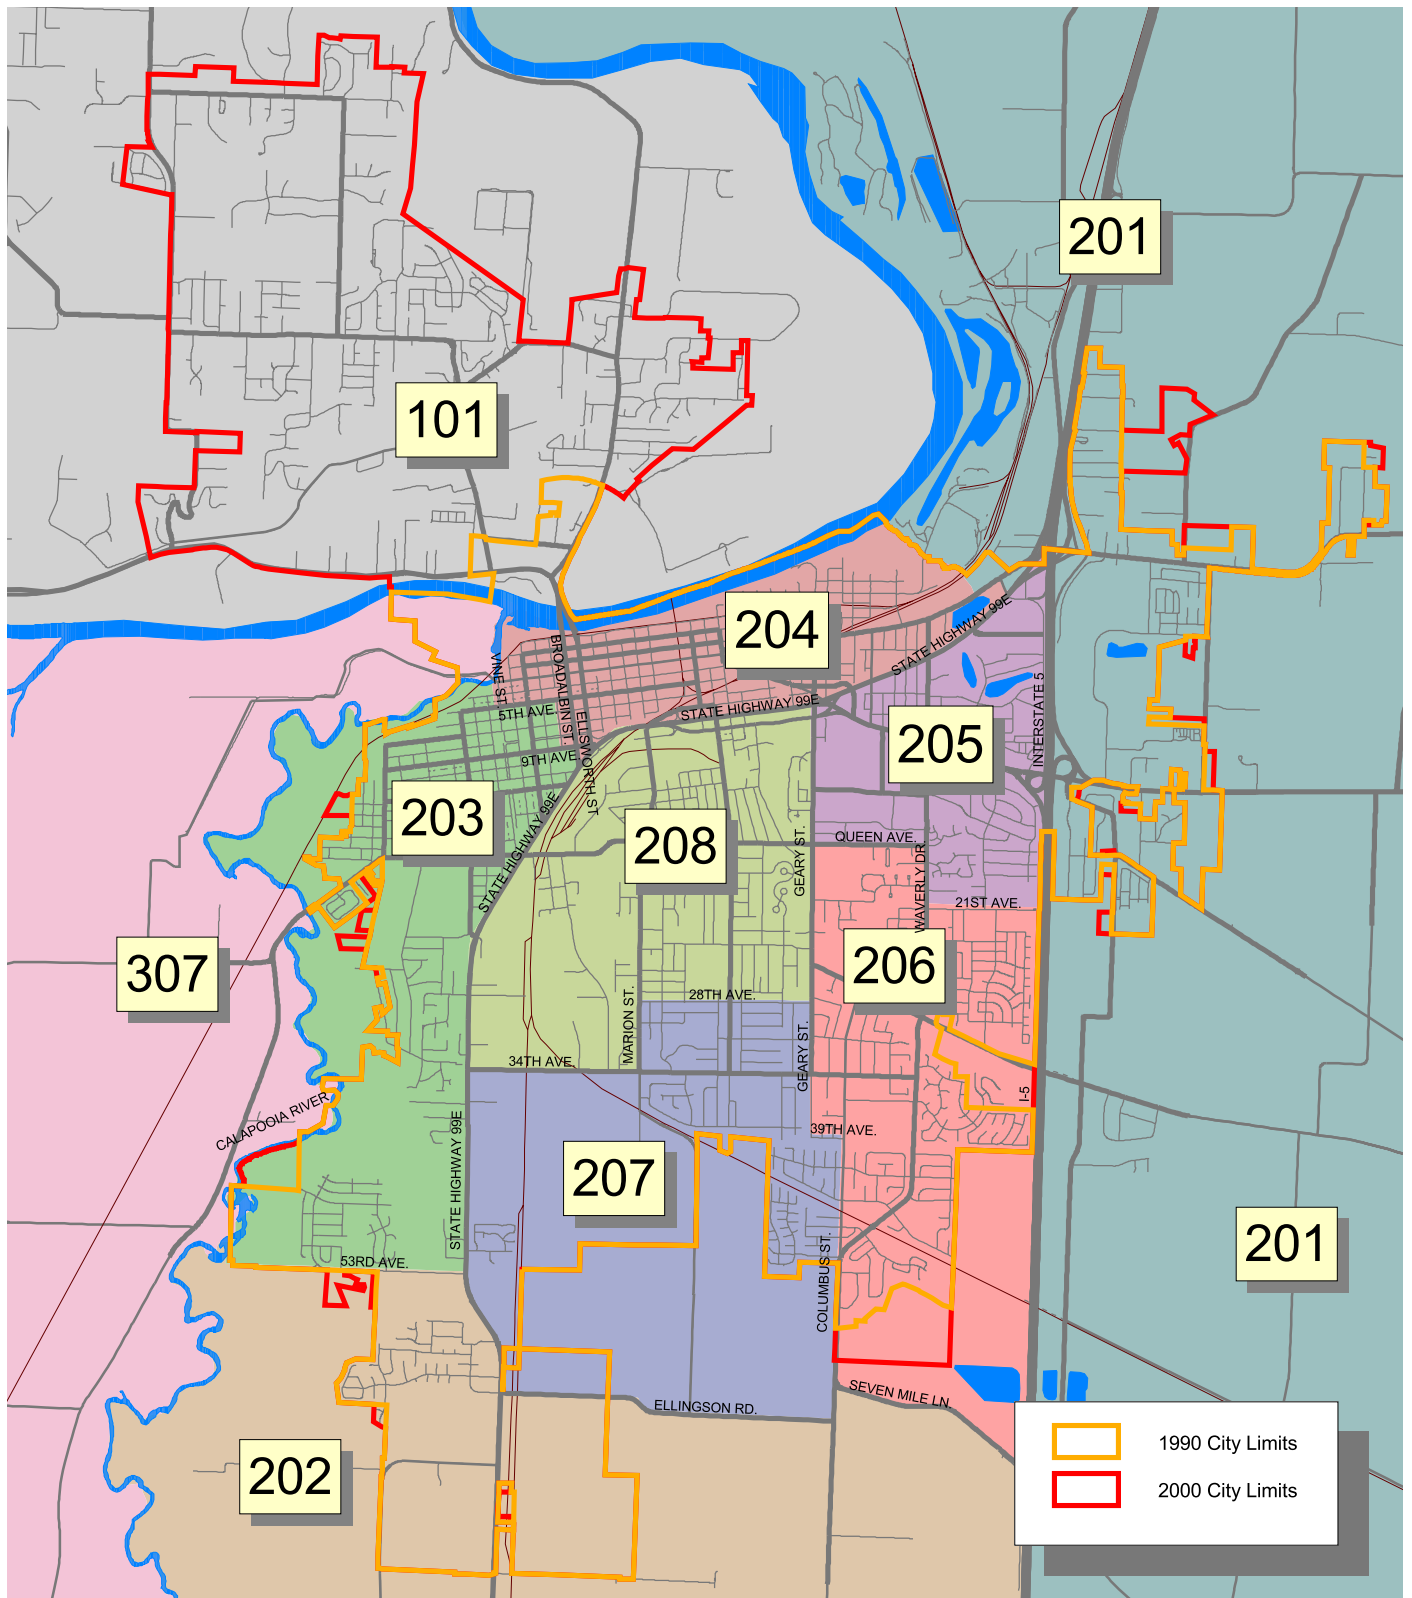 201
101
204
STATE HIGHWAY 99E
VINE ST.
BROADALBIN ST.
5TH AVE.
ELLSWORTH ST
STATE HIGHWAY 99E
INTERSTATE 5
205
9TH AVE.
203
STATE HIGHWAY 99E
208
QUEEN AVE.
GEARY ST.
WAVERLY DR.
21ST AVE.
307
206
28TH AVE.
MARION ST.
GEARY ST.
34TH AVE.
CALAPOOIA RIVER
I-5
39TH AVE.
STATE HIGHWAY 99E
207
201
53RD AVE.
COLUMBUS ST.
SEVEN MILE LN.
ELLINGSON RD.
202
1990 City Limits
2000 City Limits